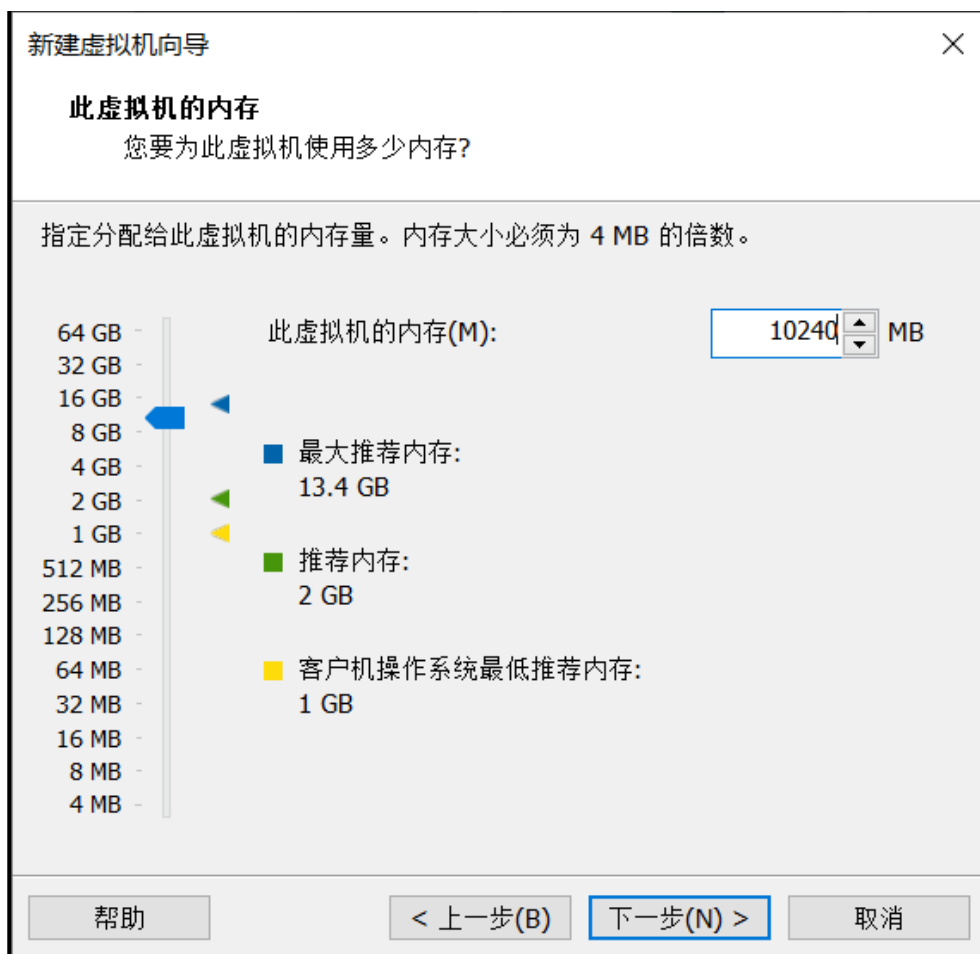 新建虚拟机向导
此虚拟机的内存
您要为此虚拟机使用多少内存?
指定分配给此虚拟机的内存量。内存大小必须为 4 MB 的倍数。
64 GB
32 GB
16 GB
8 GB
4 GB
2 GB
1 GB
512 MB
256 MB
128 MB
64 MB
32 MB
16 MB
8 MB
4 MB
此虚拟机的内存(M): 10240 MB
最大推荐内存:
13.4 GB
推荐内存:
2 GB
客户机操作系统最低推荐内存:
1 GB
帮助 < 上一步(B) 下一步(N) > 取消